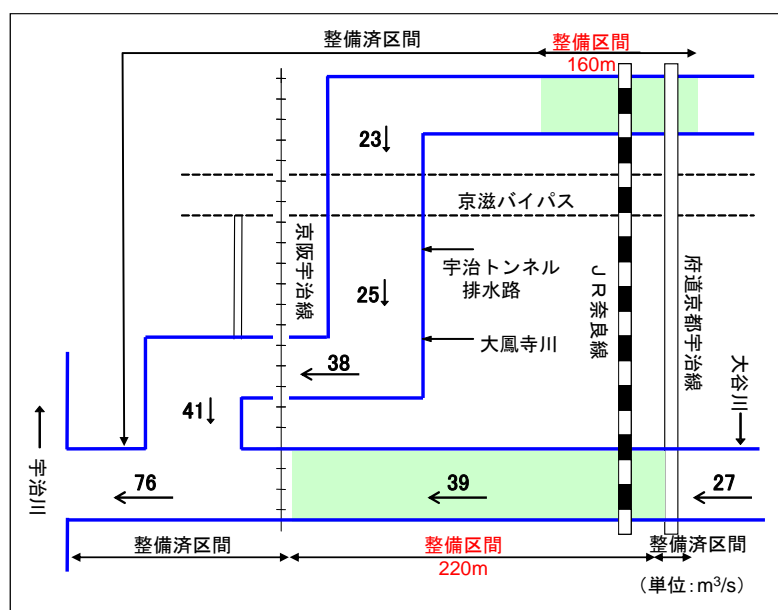 整備済区間
整備区間
160m
23
京滋バイパス
京阪宇治線
宇治トンネル
排水路
25
JR奈良線
府道京都宇治線
大鳳寺川
38
大谷川
41
宇治川
76
39
27
整備済区間
整備区間
220m
整備済区間
(単位:m³/s)